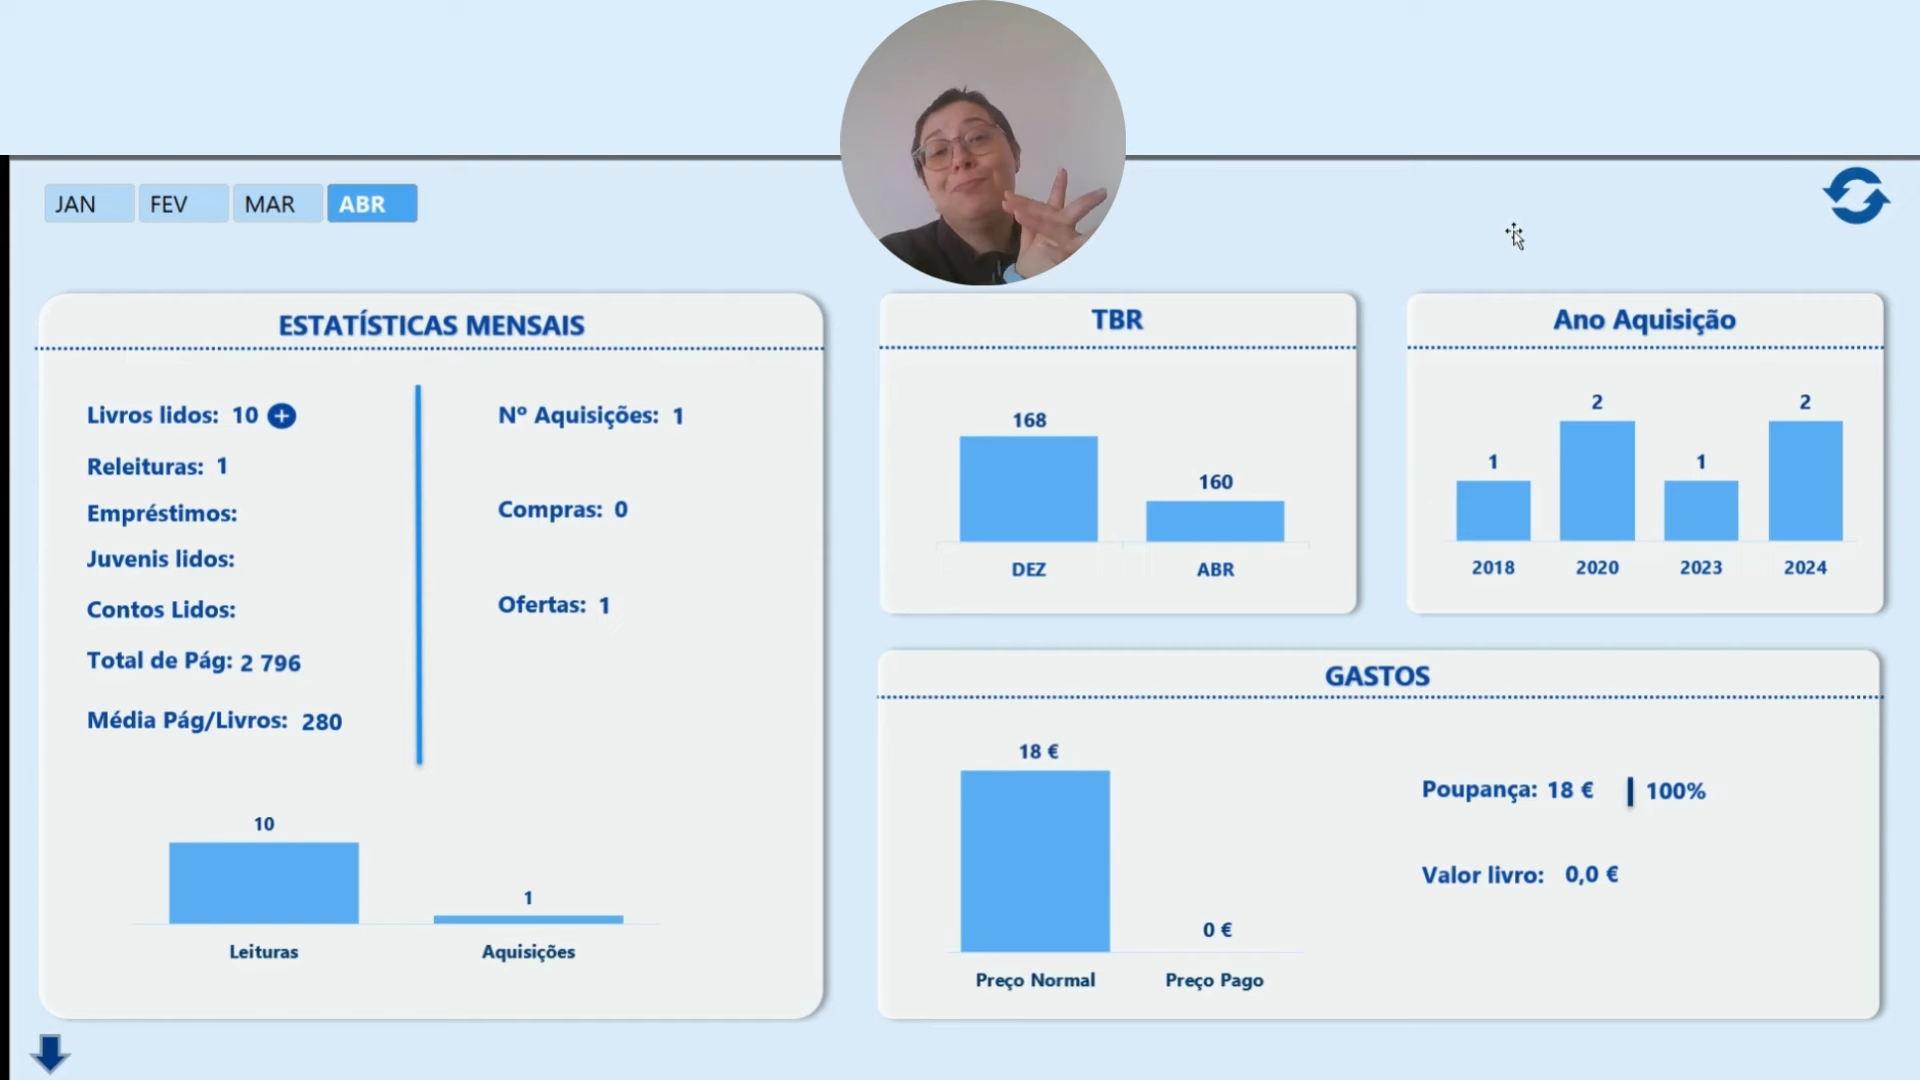 JAN FEV MAR ABR
ESTATÍSTICAS MENSAIS
Livros lidos: 10
Releituras: 1
Empréstimos:
Juvenis lidos:
Contos Lidos:
Total de Pág: 2 796
Média Pág/Livros: 280
Nº Aquisições: 1
Compras: 0
Ofertas: 1
10
1
Leituras Aquisições
TBR
168
160
DEZ ABR
Ano Aquisição
1 2 1 2
2018 2020 2023 2024
GASTOS
18 €
0 €
Preço Normal Preço Pago
Poupança: 18 € 100%
Valor livro: 0,0 €